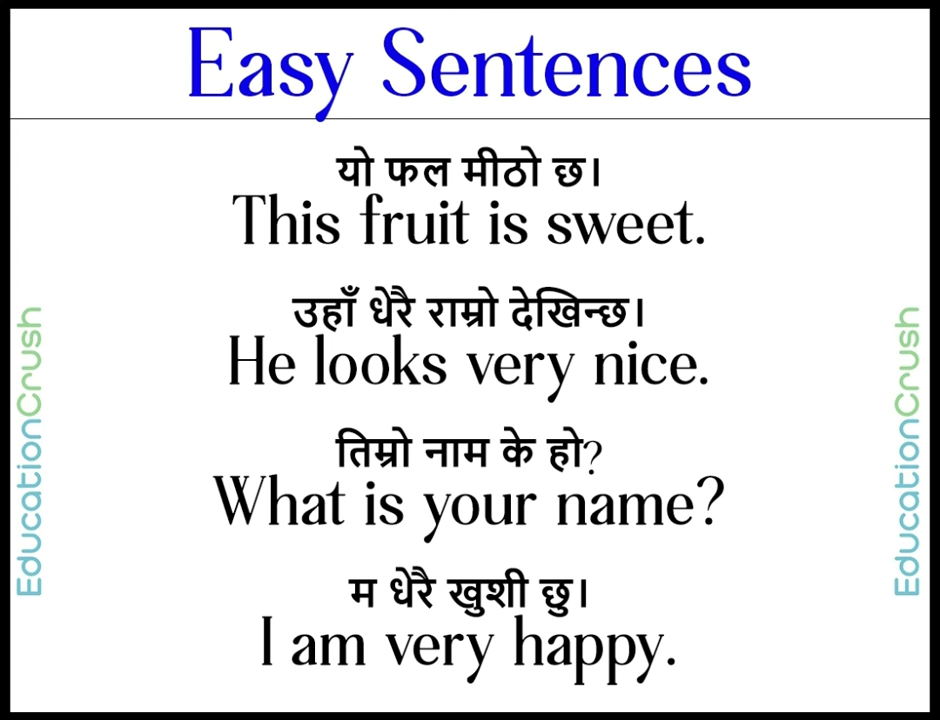 Easy Sentences
यो फल मीठो छ।
This fruit is sweet.
उहाँ धेरै राम्रो देखिन्छ।
He looks very nice.
तिम्रो नाम के हो?
What is your name?
म धेरै खुशी छु।
I am very happy.
EducationCrush
EducationCrush